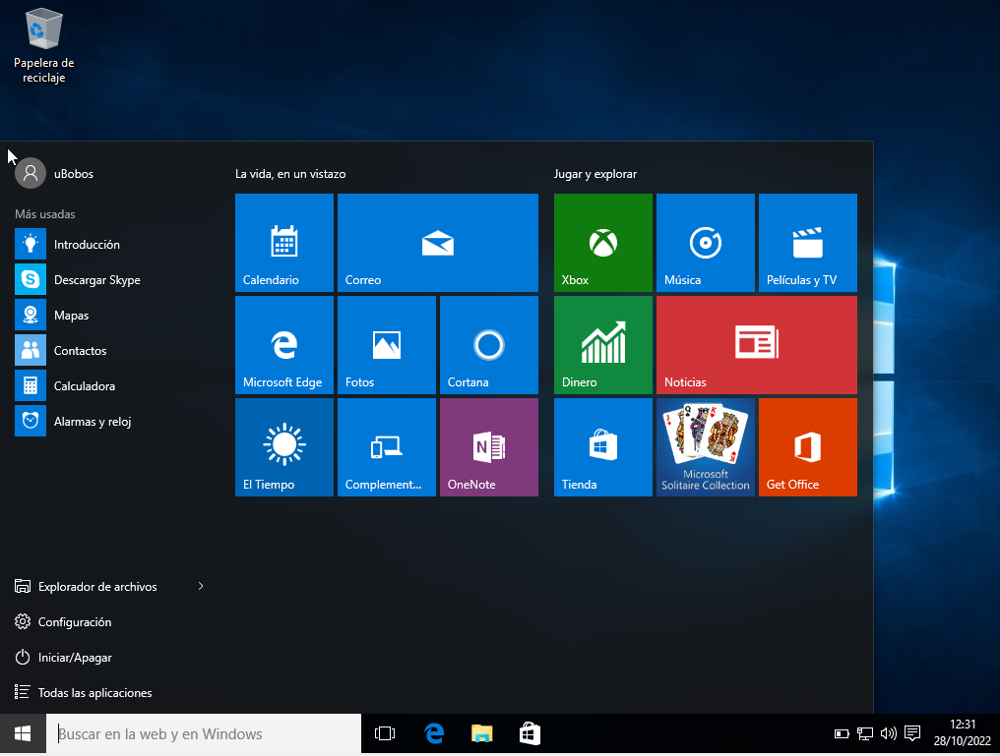 Papelera de
reciclaje
uBobos
Más usadas
Introducción
Descargar Skype
Mapas
Contactos
Calculadora
Alarmas y reloj
Explorador de archivos
Configuración
Iniciar/Apagar
Todas las aplicaciones
La vida, en un vistazo
Calendario
Correo
Microsoft Edge
Fotos
Cortana
El Tiempo
Complement...
OneNote
Jugar y explorar
Xbox
Música
Películas y TV
Dinero
Noticias
Tienda
Microsoft
Solitaire Collection
Get Office
Buscar en la web y en Windows
12:31
28/10/2022